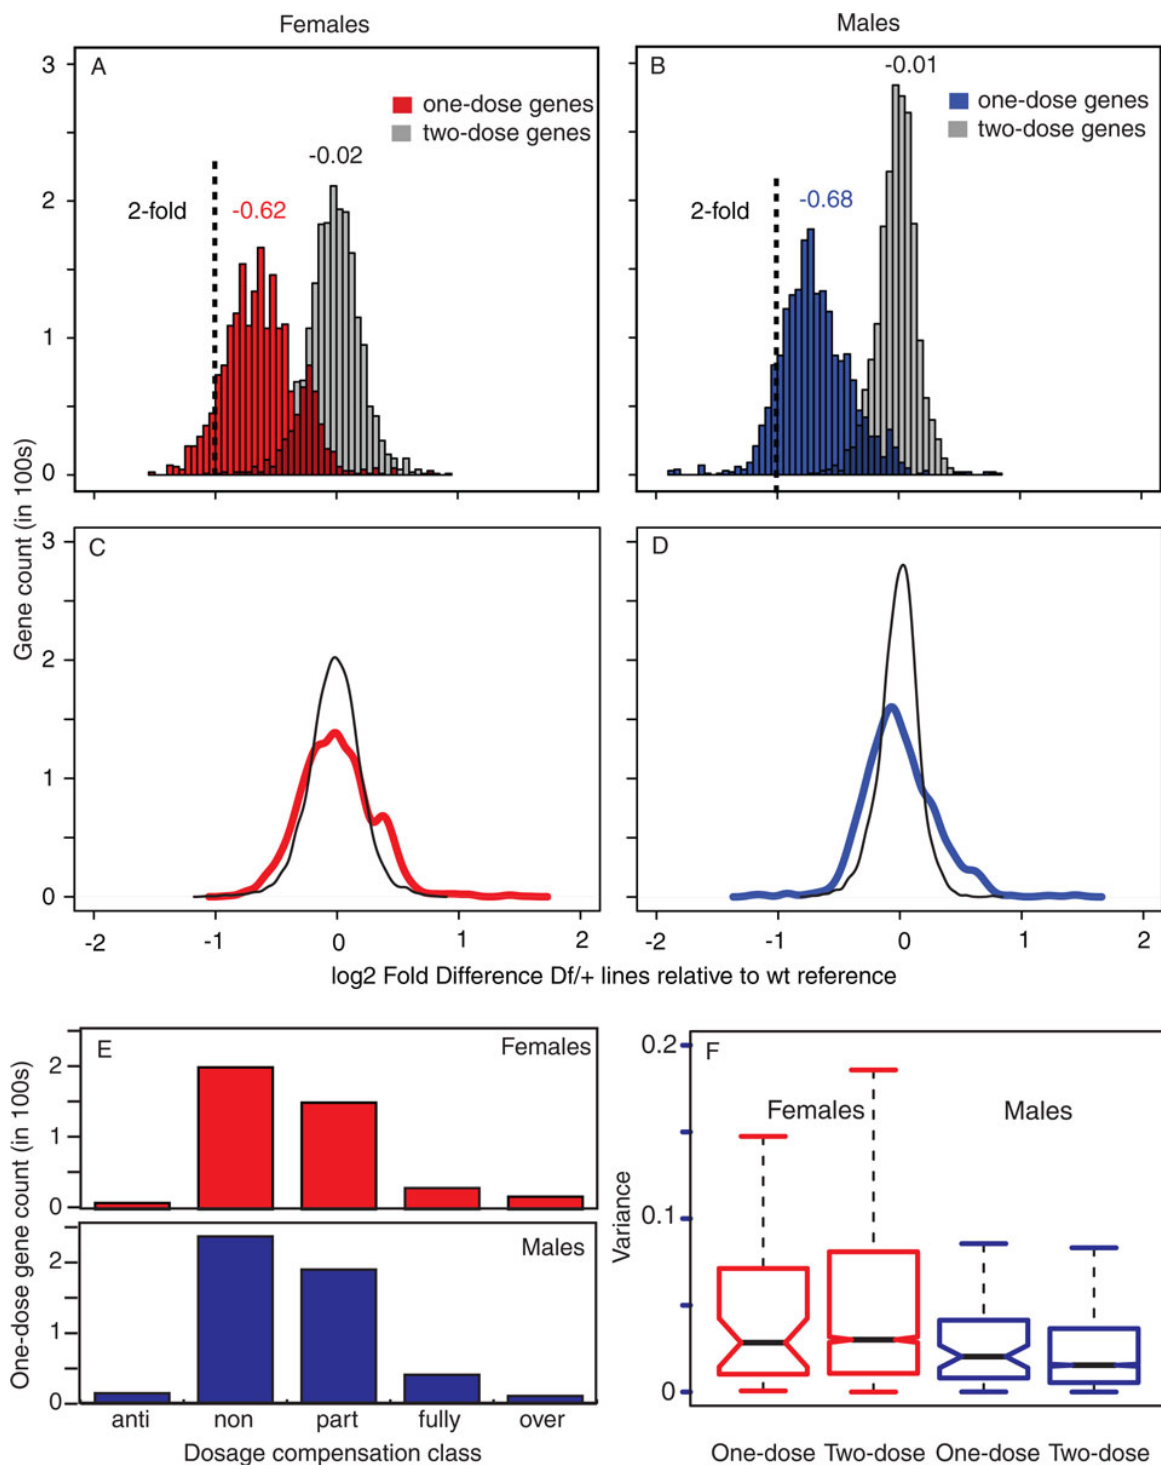 Females
Males
A
B
-0.01
one-dose genes
two-dose genes
one-dose genes
two-dose genes
-0.02
2-fold
-0.62
2-fold
-0.68
3
2
1
0
Gene count (in 100s)
C
D
3
2
1
0
-2
-1
0
1
2
-2
-1
0
1
2
log2 Fold Difference Df/+ lines relative to wt reference
E
Females
2
1
0
Males
2
1
0
One-dose gene count (in 100s)
anti
non
part
fully
over
Dosage compensation class
F
0.2
0.1
0
Variance
Females
Males
One-dose
Two-dose
One-dose
Two-dose